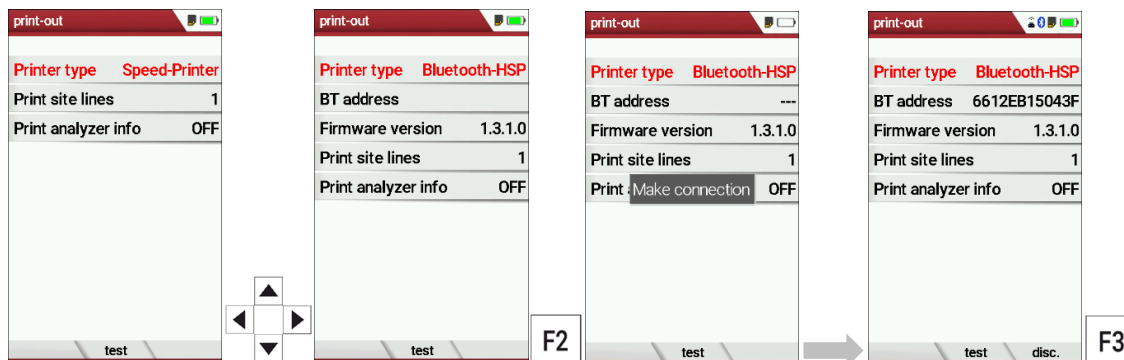 print-out
Printer type Speed-Printer
Print site lines 1
Print analyzer info OFF
test
print-out
Printer type Bluetooth-HSP
BT address
Firmware version 1.3.1.0
Print site lines 1
Print analyzer info OFF
test
F2
print-out
Printer type Bluetooth-HSP
BT address ---
Firmware version 1.3.1.0
Print site lines 1
Print Make connection OFF
test
print-out
Printer type Bluetooth-HSP
BT address 6612EB15043F
Firmware version 1.3.1.0
Print site lines 1
Print analyzer info OFF
test disc.
F3